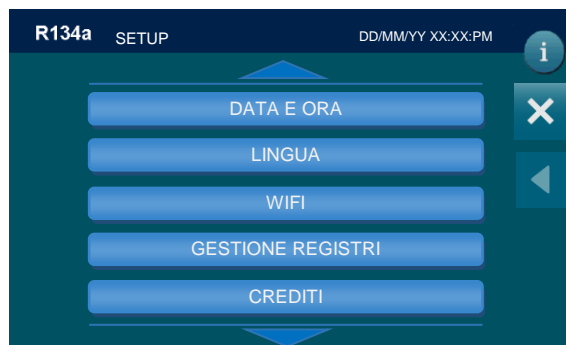 R134a SETUP DD/MM/YY XX:XX:PM
i
DATA E ORA
LINGUA
WIFI
GESTIONE REGISTRI
CREDITI